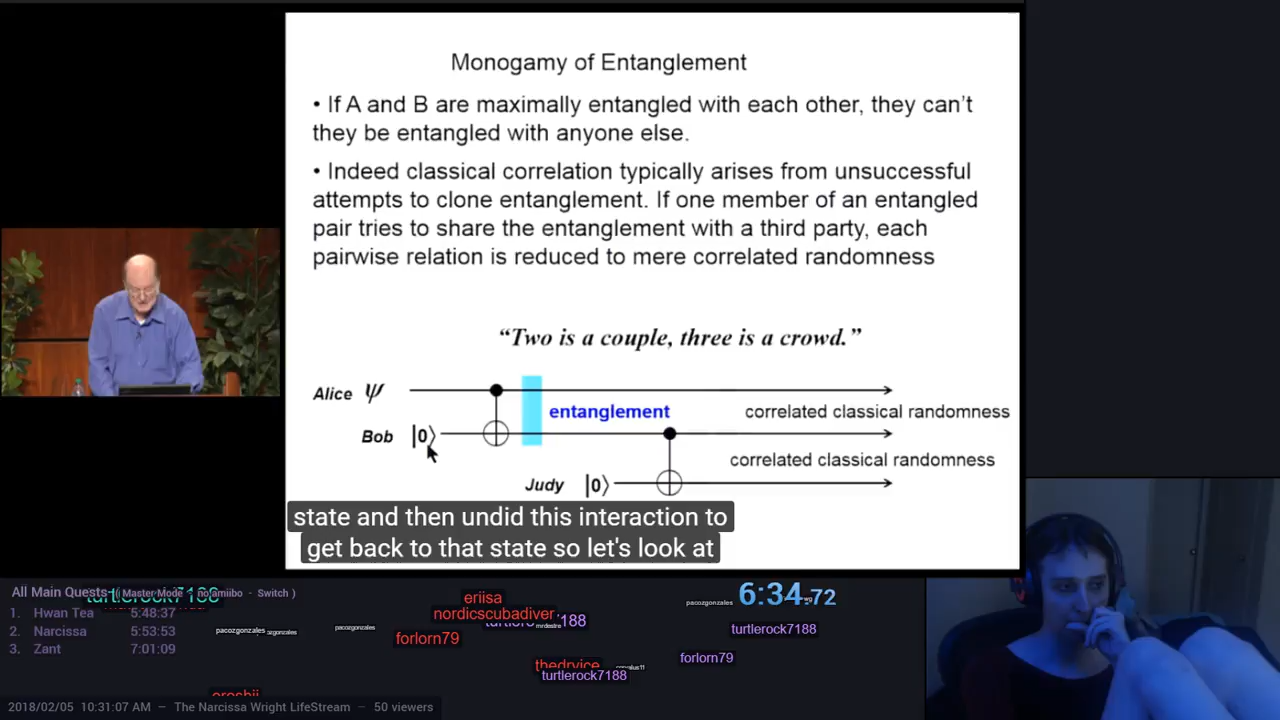 Monogamy of Entanglement
• If A and B are maximally entangled with each other, they can't
they be entangled with anyone else.
• Indeed classical correlation typically arises from unsuccessful
attempts to clone entanglement. If one member of an entangled
pair tries to share the entanglement with a third party, each
pairwise relation is reduced to mere correlated randomness
“Two is a couple, three is a crowd.”
Alice ψ
entanglement correlated classical randomness
Bob |0⟩
correlated classical randomness
Judy |0⟩
state and then undid this interaction to
get back to that state so let's look at
All Main Quests ( Master Mode - no amiibo - Switch )
turtlerock7188
1. Hwan Tea 5:48:37
2. Narcissa 5:53:53
3. Zant 7:01:09
6:34.72
eriisa
nordicscubadiver
pacozgonzales
pacozgonzales
pacozgonzales
forlorn79
turtlerock7188
thedrvice
forlorn79
turtlerock7188
2018/02/05 10:31:07 AM – The Narcissa Wright LifeStream – 50 viewers